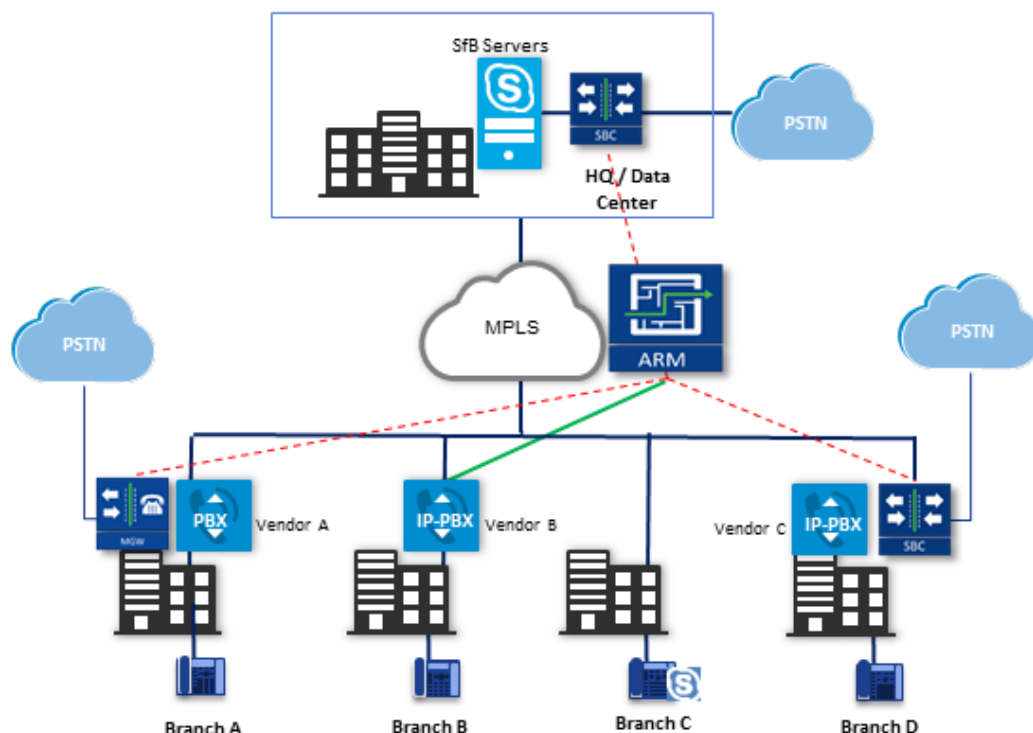 SfB Servers
S
SBC
PSTN
HQ / Data
Center
MPLS
ARM
PSTN
PSTN
MGW
PBX
Vendor A
IP-PBX
Vendor B
Vendor C
IP-PBX
SBC
S
Branch A
Branch B
Branch C
Branch D